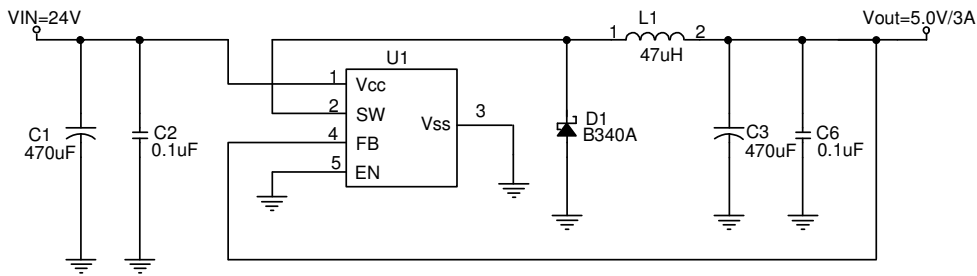 VIN=24V
Vout=5.0V/3A
L1
1 2
47uH
U1
1 Vcc
2 SW
4 FB
5 EN
Vss 3
C1
470uF
C2
0.1uF
D1
B340A
C3
470uF
C6
0.1uF